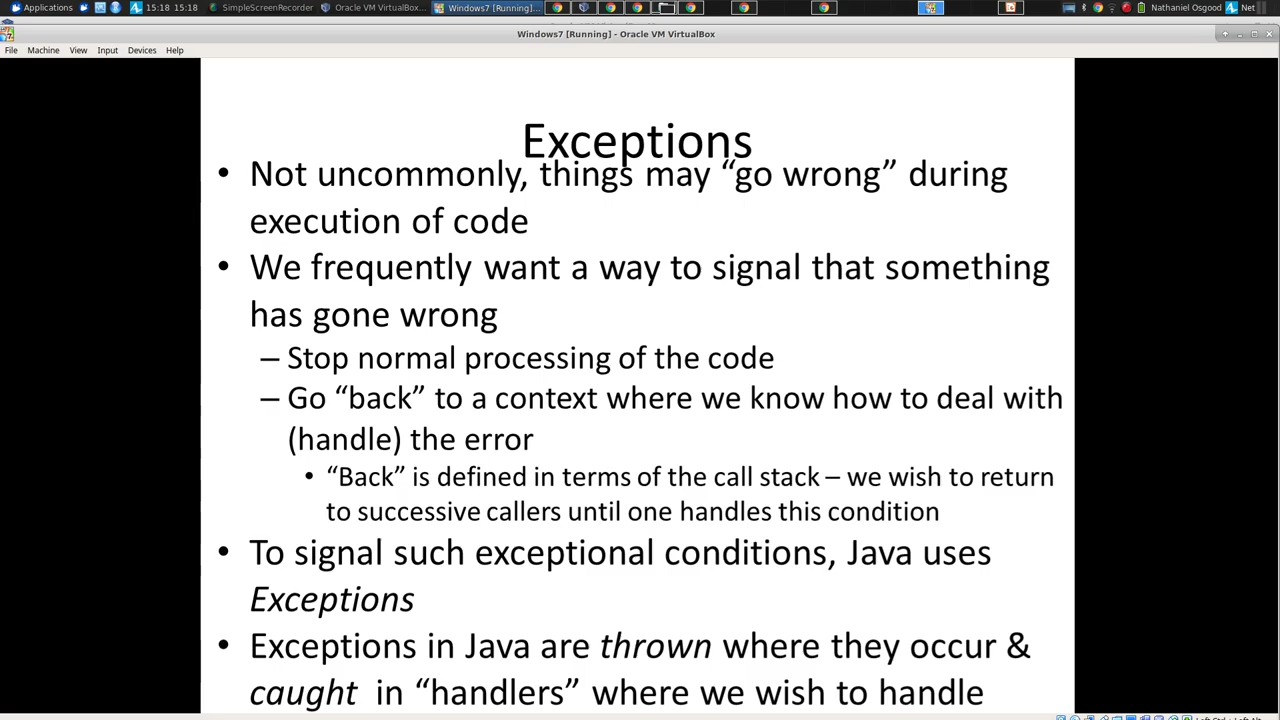 Applications 15:18 15:18 SimpleScreenRecorder Oracle VM VirtualBox... Windows7 [Running]... Nathaniel Osgood Net
Windows7 [Running] - Oracle VM VirtualBox
File Machine View Input Devices Help
Exceptions
• Not uncommonly, things may “go wrong” during
execution of code
• We frequently want a way to signal that something
has gone wrong
– Stop normal processing of the code
– Go “back” to a context where we know how to deal with
(handle) the error
• “Back” is defined in terms of the call stack – we wish to return
to successive callers until one handles this condition
• To signal such exceptional conditions, Java uses
Exceptions
• Exceptions in Java are thrown where they occur &
caught in “handlers” where we wish to handle